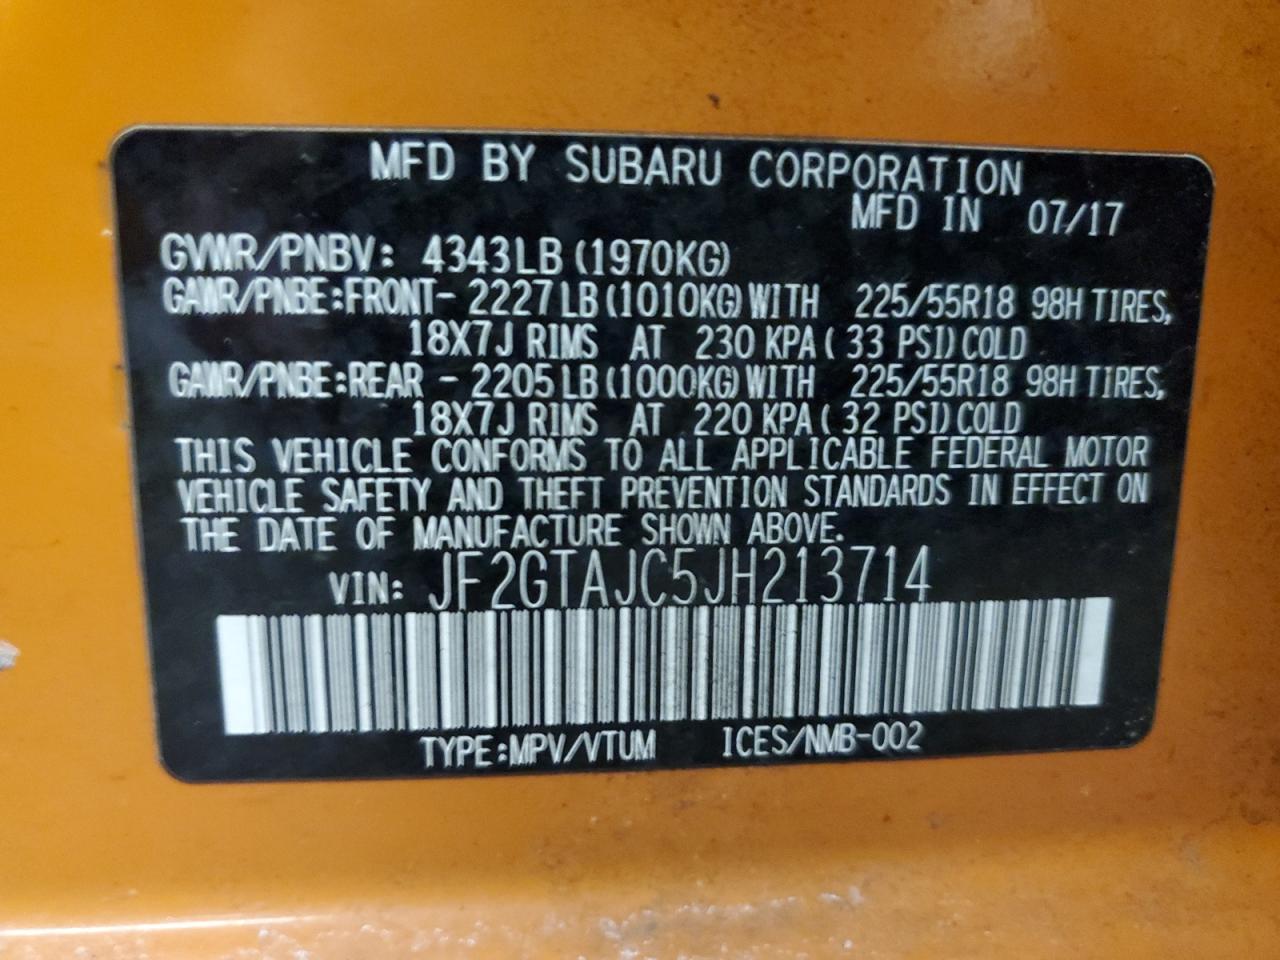 MFD BY SUBARU CORPORATION
MFD IN 07/17
GVWR/PNBV: 4343LB (1970KG)
GAWR/PNBE:FRONT- 2227LB (1010KG) WITH 225/55R18 98H TIRES,
18X7J RIMS AT 230 KPA ( 33 PSI) COLD
GAWR/PNBE:REAR - 2205LB (1000KG) WITH 225/55R18 98H TIRES,
18X7J RIMS AT 220 KPA ( 32 PSI) COLD
THIS VEHICLE CONFORMS TO ALL APPLICABLE FEDERAL MOTOR
VEHICLE SAFETY AND THEFT PREVENTION STANDARDS IN EFFECT ON
THE DATE OF MANUFACTURE SHOWN ABOVE.
VIN: JF2GTAJC5JH213714
TYPE:MPV/VTUM ICES/NMB-002